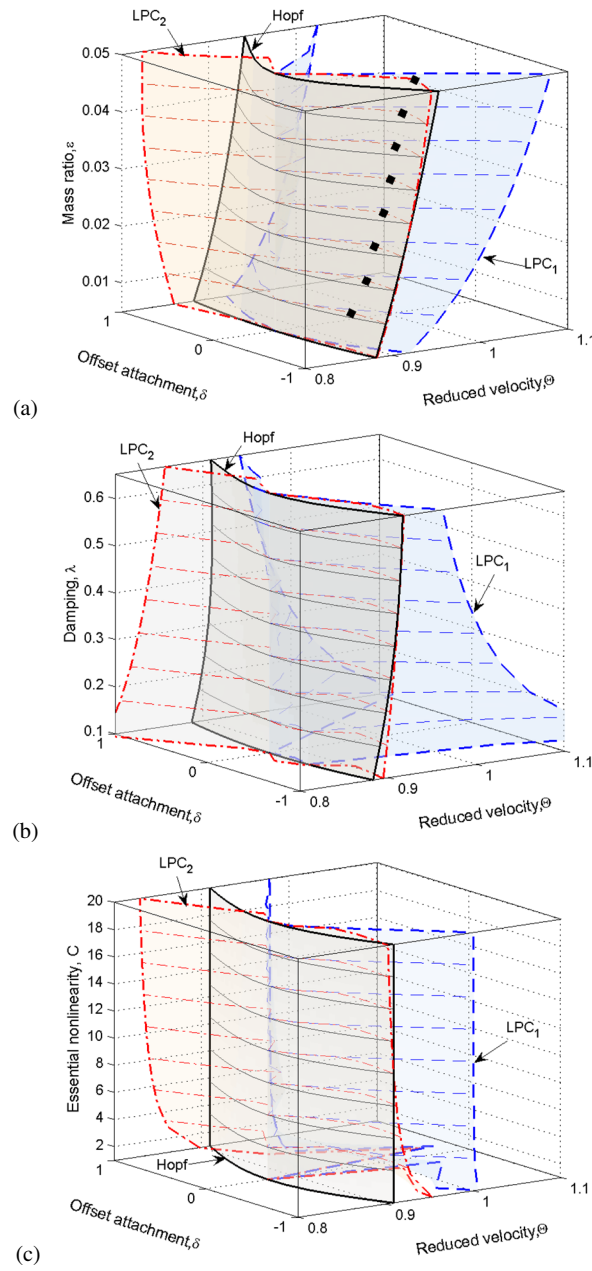 LPC2
Hopf
0.05
0.04
0.03
0.02
0.01
Mass ratio,ε
LPC1
1
0
-1
Offset attachment,δ
0.8
0.9
1
1.1
Reduced velocity,Θ
(a)
LPC2
Hopf
0.6
0.5
0.4
0.3
0.2
0.1
Damping, λ
LPC1
1
0
-1
Offset attachment,δ
0.8
0.9
1
1.1
Reduced velocity,Θ
(b)
LPC2
20
18
16
14
12
10
8
6
4
2
Essential nonlinearity, C
LPC1
Hopf
1
0
-1
Offset attachment,δ
0.8
0.9
1
1.1
Reduced velocity,Θ
(c)